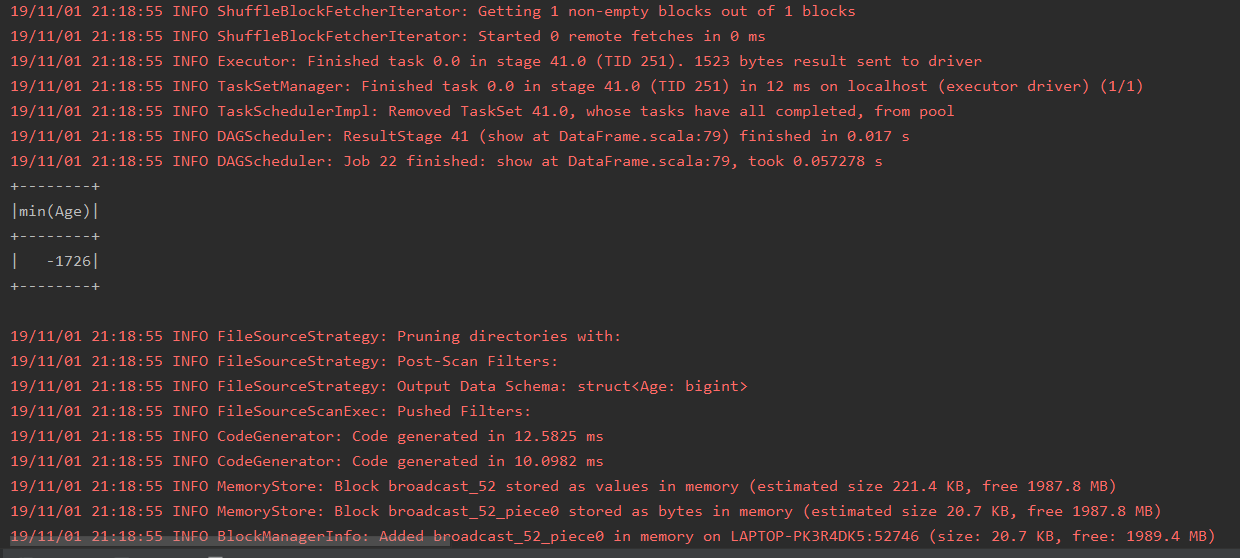 19/11/01 21:18:55 INFO ShuffleBlockFetcherIterator: Getting 1 non-empty blocks out of 1 blocks
19/11/01 21:18:55 INFO ShuffleBlockFetcherIterator: Started 0 remote fetches in 0 ms
19/11/01 21:18:55 INFO Executor: Finished task 0.0 in stage 41.0 (TID 251). 1523 bytes result sent to driver
19/11/01 21:18:55 INFO TaskSetManager: Finished task 0.0 in stage 41.0 (TID 251) in 12 ms on localhost (executor driver) (1/1)
19/11/01 21:18:55 INFO TaskSchedulerImpl: Removed TaskSet 41.0, whose tasks have all completed, from pool
19/11/01 21:18:55 INFO DAGScheduler: ResultStage 41 (show at DataFrame.scala:79) finished in 0.017 s
19/11/01 21:18:55 INFO DAGScheduler: Job 22 finished: show at DataFrame.scala:79, took 0.057278 s
+--------+
|min(Age)|
+--------+
|   -1726|
+--------+
19/11/01 21:18:55 INFO FileSourceStrategy: Pruning directories with:
19/11/01 21:18:55 INFO FileSourceStrategy: Post-Scan Filters:
19/11/01 21:18:55 INFO FileSourceStrategy: Output Data Schema: struct<Age: bigint>
19/11/01 21:18:55 INFO FileSourceScanExec: Pushed Filters:
19/11/01 21:18:55 INFO CodeGenerator: Code generated in 12.5825 ms
19/11/01 21:18:55 INFO CodeGenerator: Code generated in 10.0982 ms
19/11/01 21:18:55 INFO MemoryStore: Block broadcast_52 stored as values in memory (estimated size 221.4 KB, free 1987.8 MB)
19/11/01 21:18:55 INFO MemoryStore: Block broadcast_52_piece0 stored as bytes in memory (estimated size 20.7 KB, free 1987.8 MB)
19/11/01 21:18:55 INFO BlockManagerInfo: Added broadcast_52_piece0 in memory on LAPTOP-PK3R4DK5:52746 (size: 20.7 KB, free: 1989.4 MB)